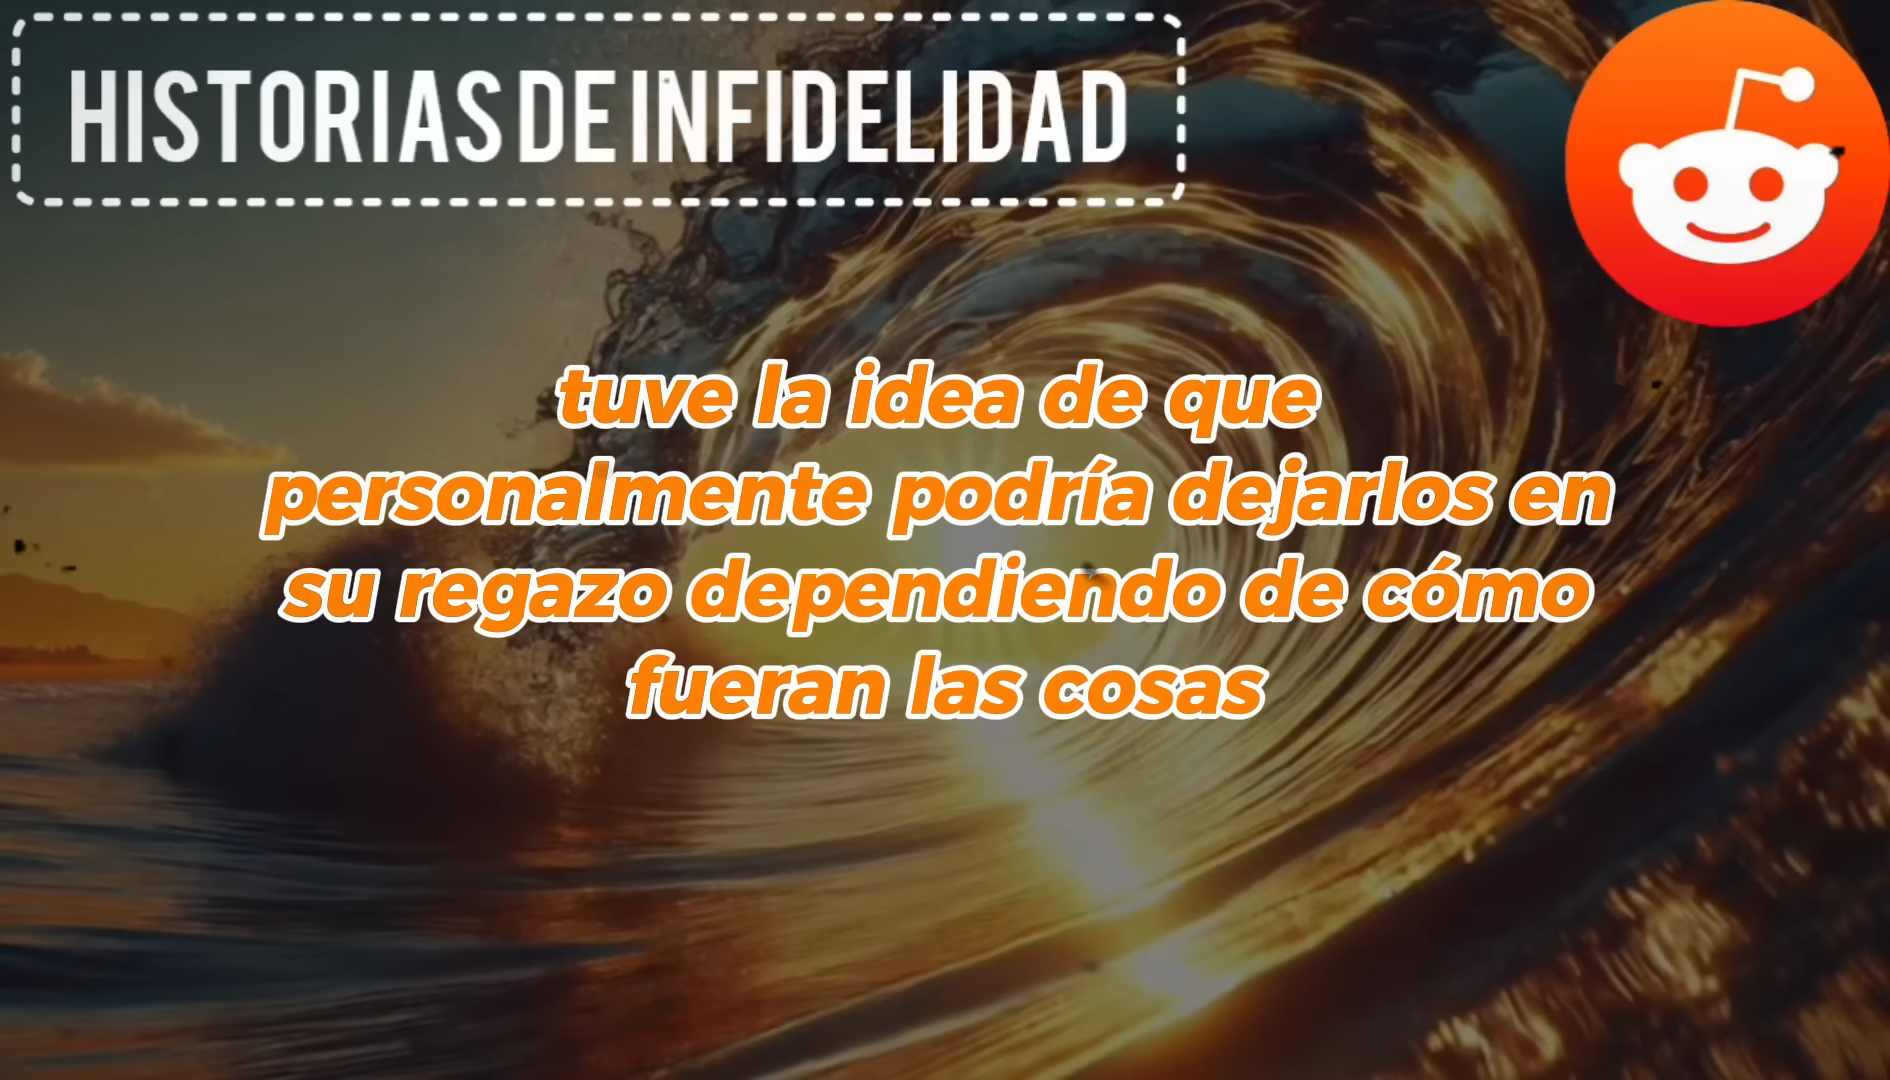 HISTORIAS DE INFIDELIDAD
tuve la idea de que
personalmente podría dejarlos en
su regazo dependiendo de cómo
fueran las cosas